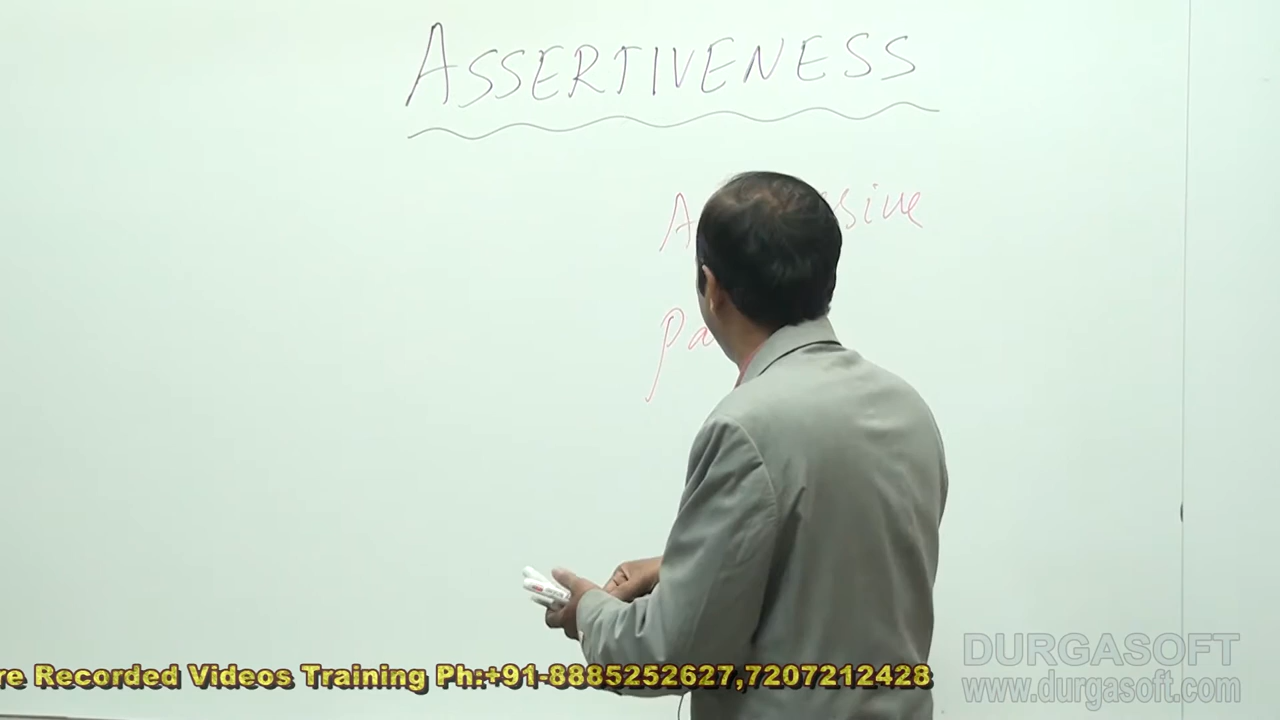 ASSERTIVENESS
re Recorded Videos Training Ph:+91-8885252627,7207212428
DURGASOFT
www.durgasoft.com